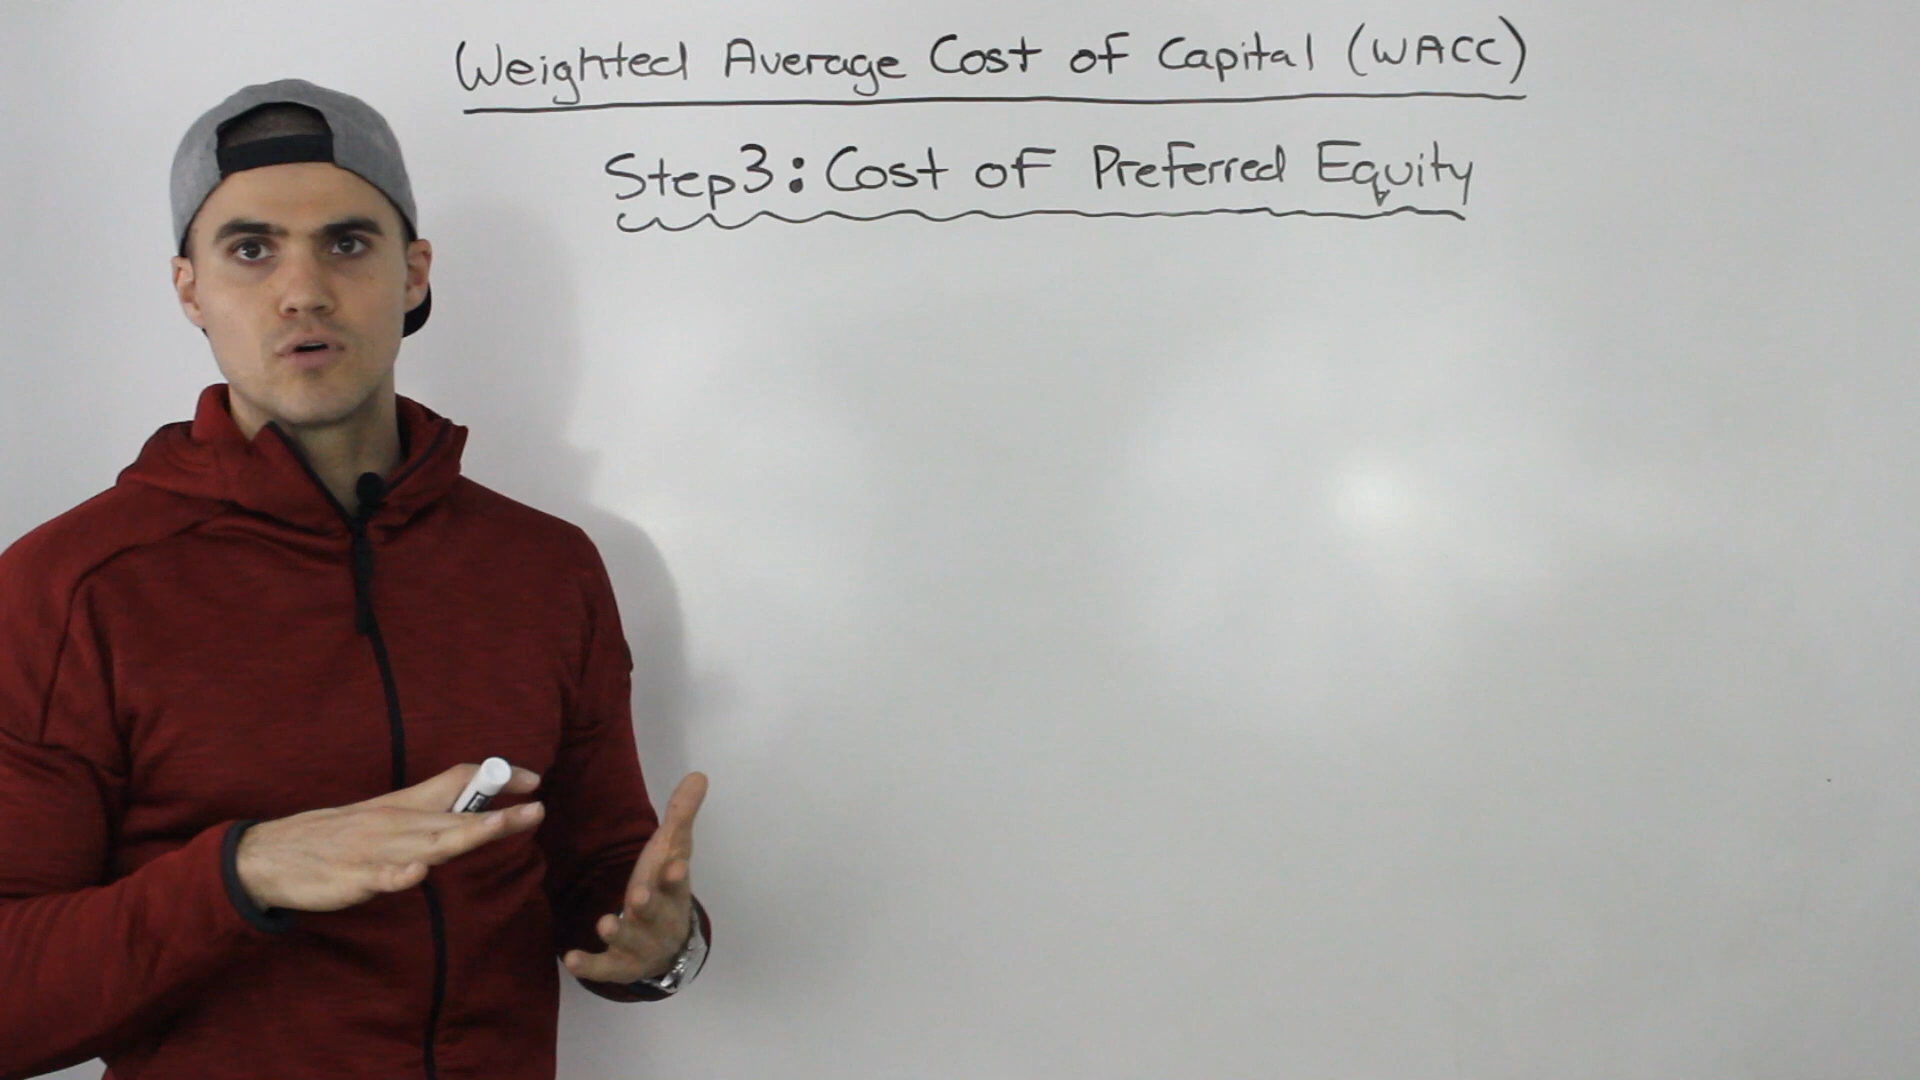 Weighted Average Cost of Capital (WACC)
Step3: Cost of Preferred Equity